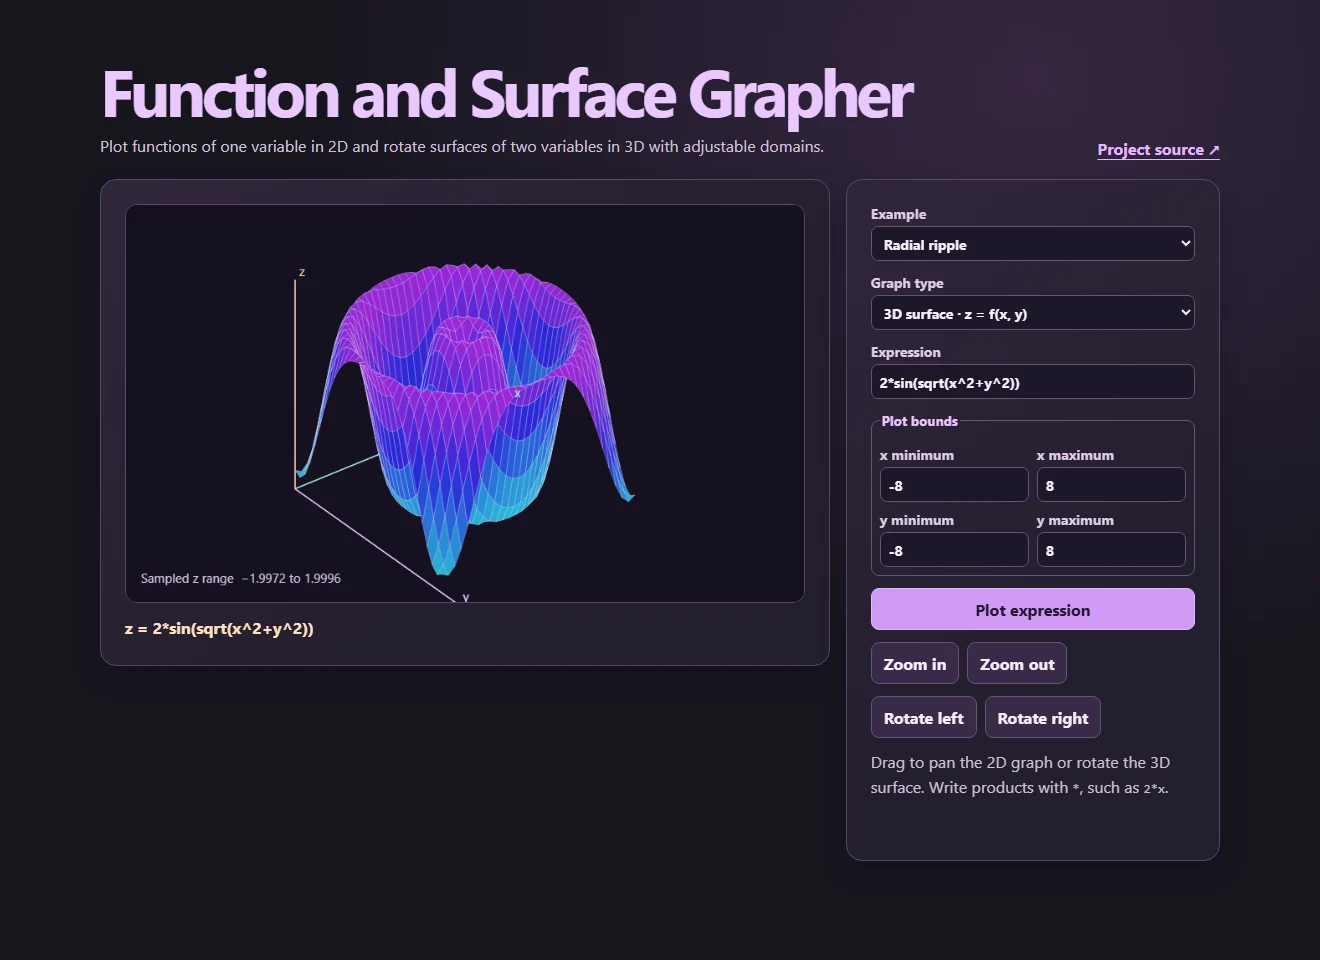 Function and Surface Grapher
Plot functions of one variable in 2D and rotate surfaces of two variables in 3D with adjustable domains.
Project source ↗
z
x
y
Sampled z range −1.9972 to 1.9996
z = 2*sin(sqrt(x^2+y^2))
Example
Radial ripple
Graph type
3D surface · z = f(x, y)
Expression
2*sin(sqrt(x^2+y^2))
Plot bounds
x minimum
x maximum
-8
8
y minimum
y maximum
-8
8
Plot expression
Zoom in
Zoom out
Rotate left
Rotate right
Drag to pan the 2D graph or rotate the 3D
surface. Write products with *, such as 2*x.